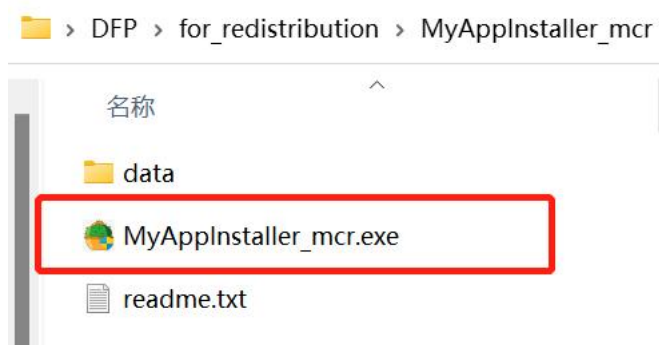 DFP > for_redistribution > MyAppInstaller_mcr
名称
data
MyAppInstaller_mcr.exe
readme.txt